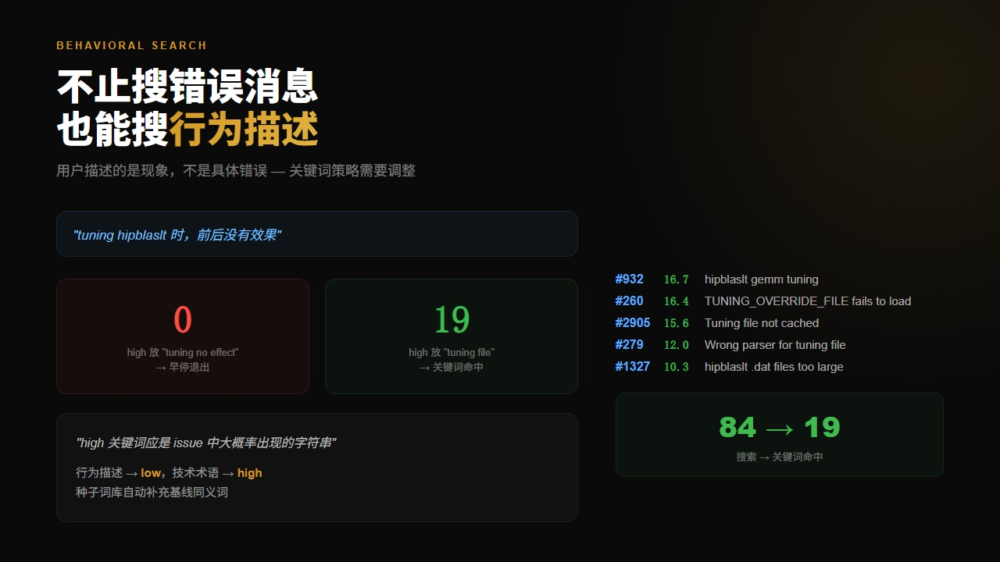 BEHAVIORAL SEARCH
不止搜错误消息
也能搜行为描述
用户描述的是现象，不是具体错误 — 关键词策略需要调整
"tuning hipblaslt 时，前后没有效果"
0
high 放 "tuning no effect"
→ 早停退出
19
high 放 "tuning file"
→ 关键词命中
"high 关键词应是 issue 中大概率出现的字符串"
行为描述 → low，技术术语 → high
种子词库自动补充基线同义词
#932 16.7 hipblaslt gemm tuning
#260 16.4 TUNING_OVERRIDE_FILE fails to load
#2905 15.6 Tuning file not cached
#279 12.0 Wrong parser for tuning file
#1327 10.3 hipblaslt .dat files too large
84 → 19
搜索 → 关键词命中